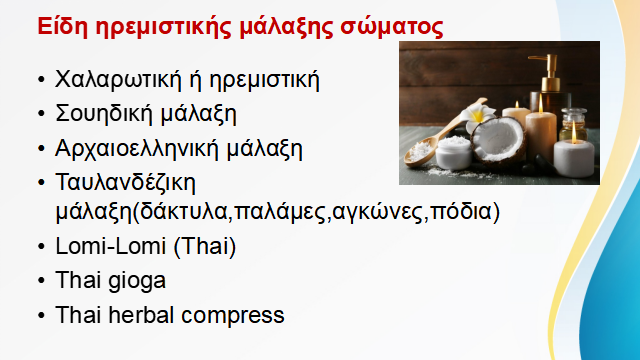 Είδη ηρεμιστικής μάλαξης σώματος
• Χαλαρωτική ή ηρεμιστική
• Σουηδική μάλαξη
• Αρχαιοελληνική μάλαξη
• Ταυλανδέζικη
μάλαξη(δάκτυλα,παλάμες,αγκώνες,πόδια)
• Lomi-Lomi (Thai)
• Thai gioga
• Thai herbal compress